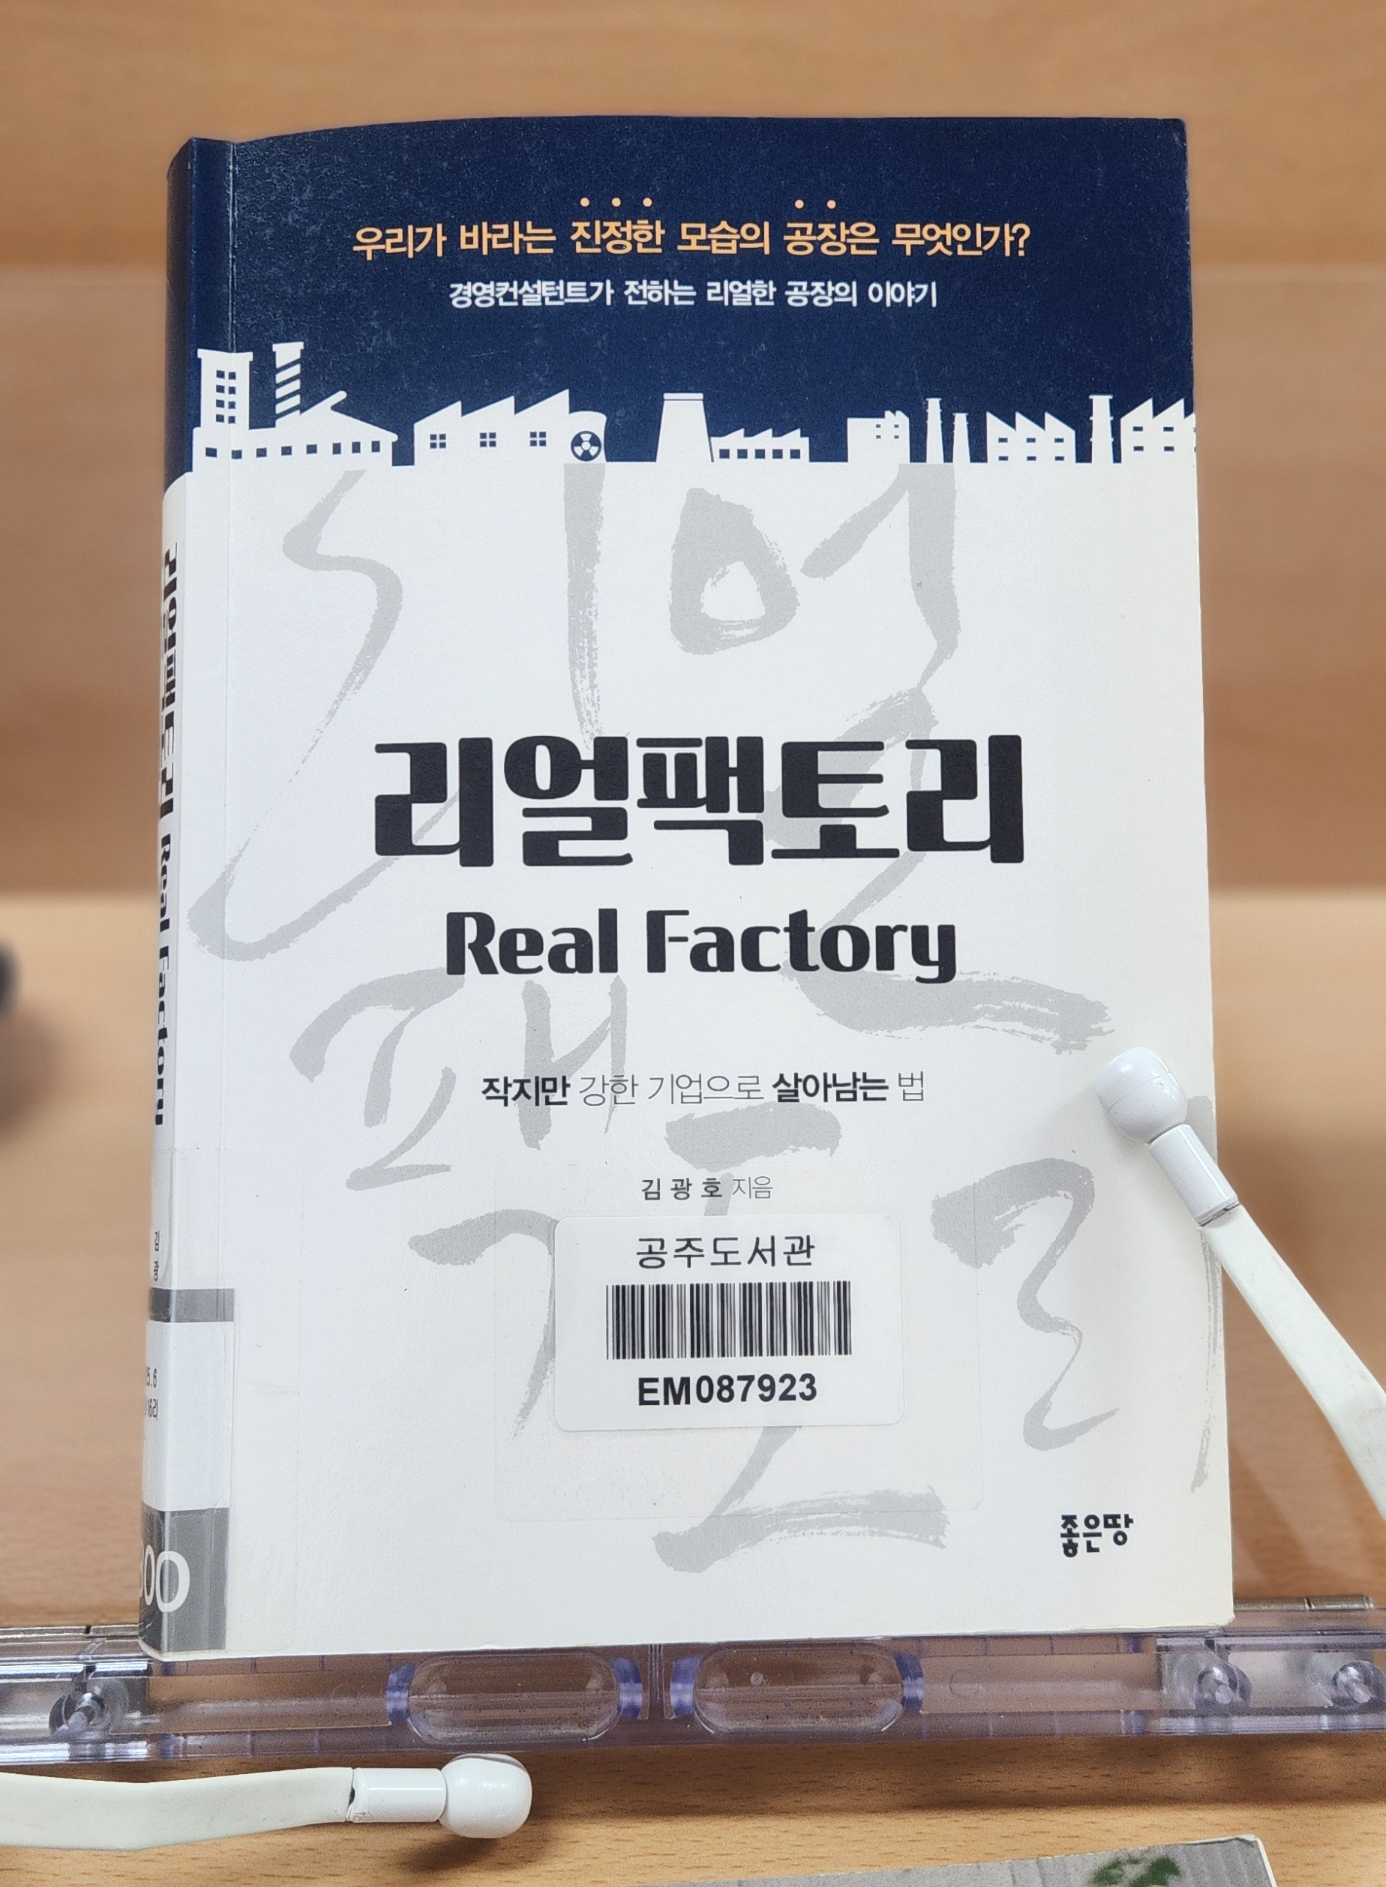 우리가 바라는 진정한 모습의 공장은 무엇인가?
경영컨설턴트가 전하는 리얼한 공장의 이야기
리얼팩토리
Real Factory
작지만 강한 기업으로 살아남는 법
김광호 지음
공주도서관
EM087923
좋은땅
리얼팩토리 Real Factory
김광